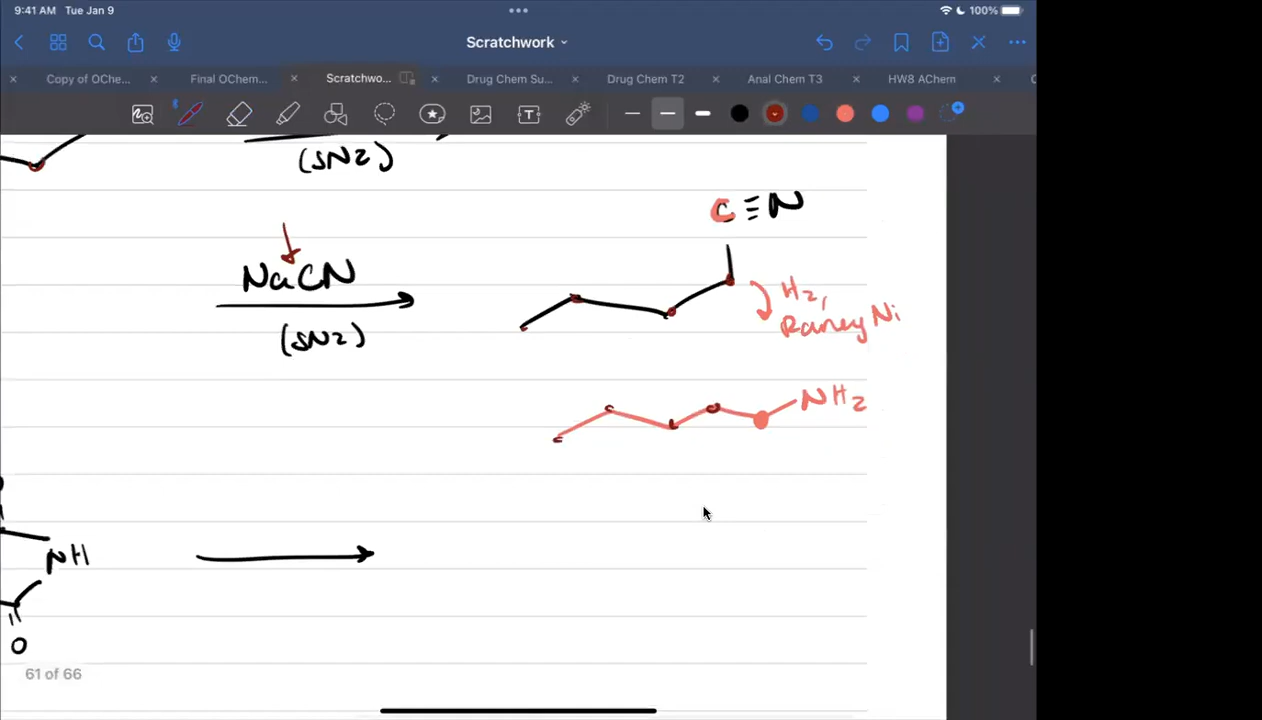 9:41 AM Tue Jan 9
100%
Scratchwork
Copy of OChe...
Final OChem...
Scratchwo...
Drug Chem Su...
Drug Chem T2
Anal Chem T3
HW8 AChem
(SN2)
C≡N
NaCN
(SN2)
H2,
Raney Ni
NH2
NH
O
61 of 66